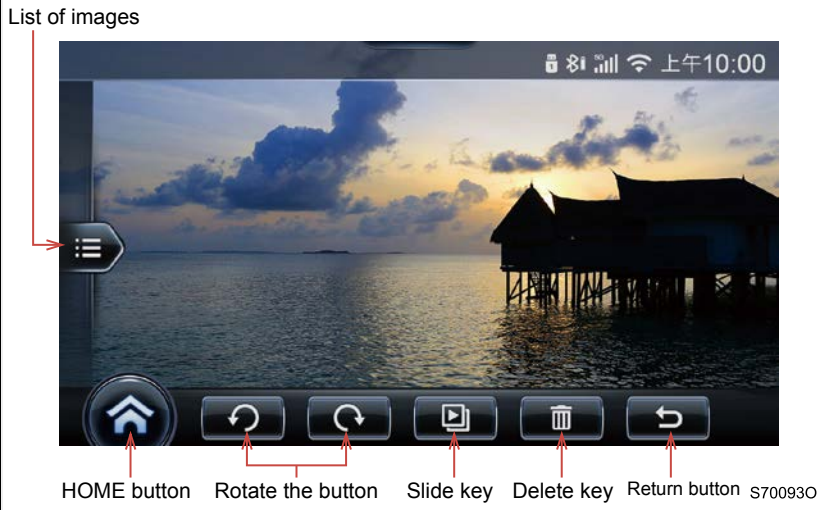 List of images
上午10:00
HOME button
Rotate the button
Slide key
Delete key
Return button
S70093O